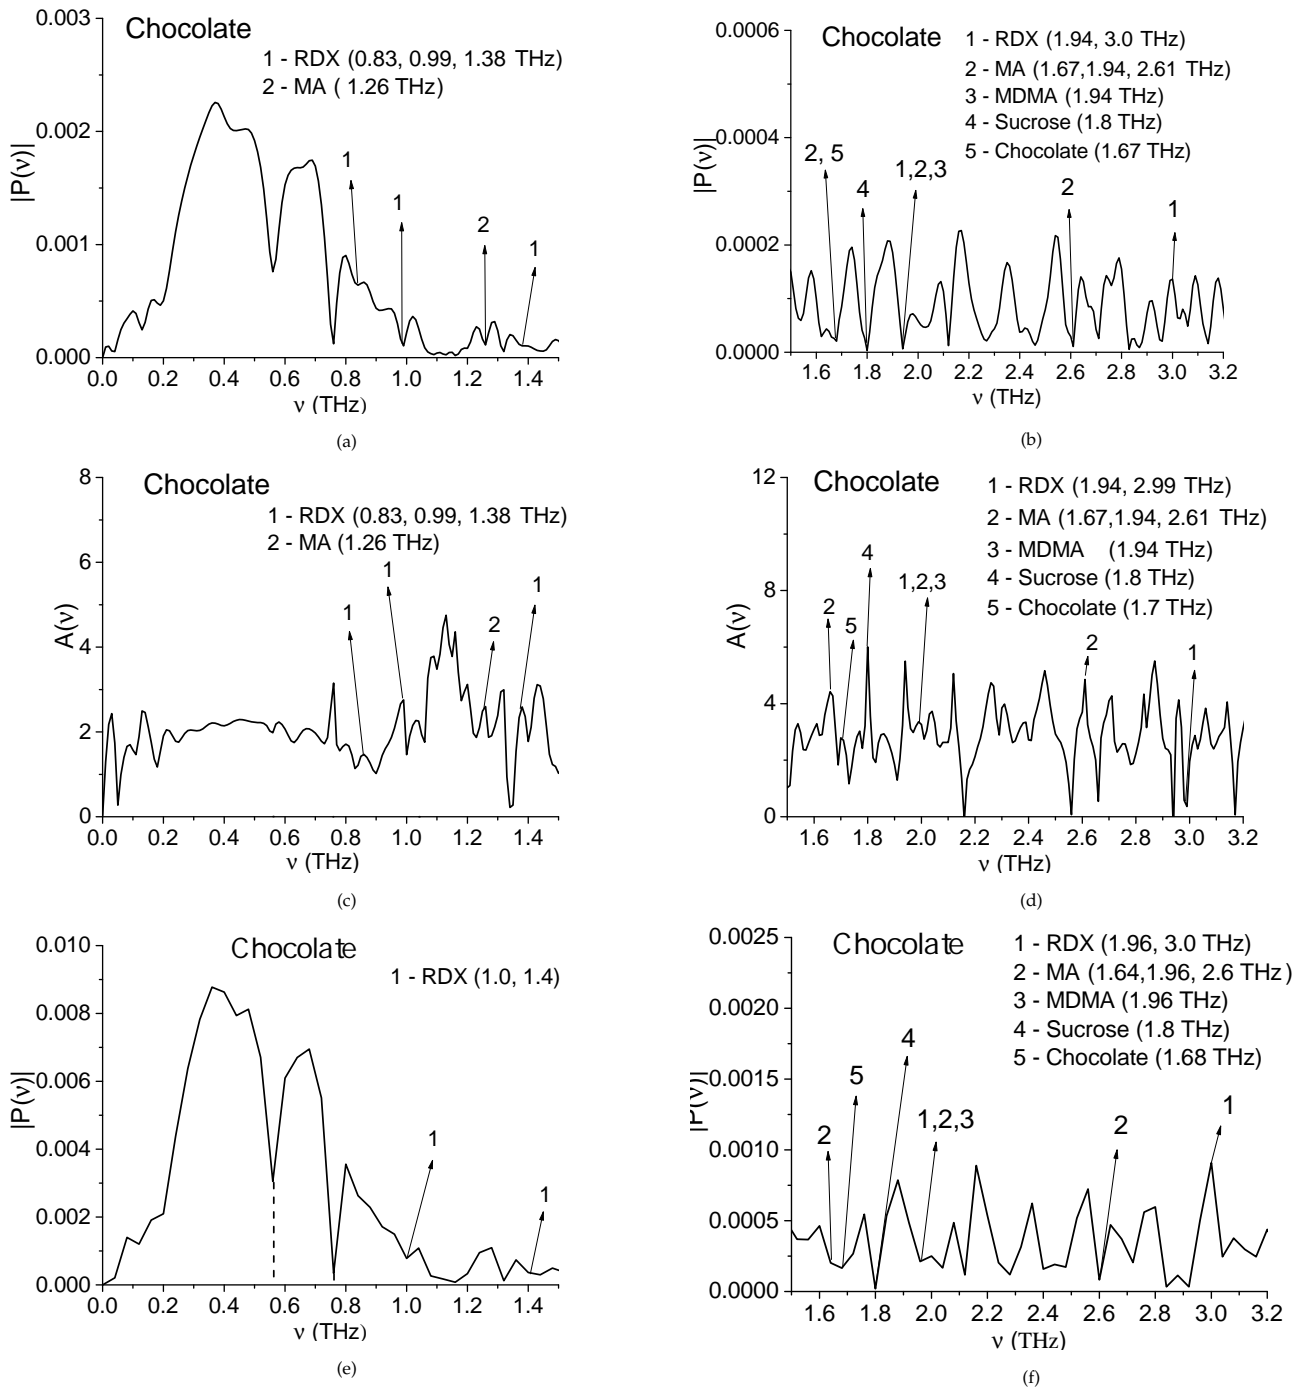 Chocolate
1 - RDX (0.83, 0.99, 1.38 THz)
2 - MA ( 1.26 THz)
0.003
0.002
0.001
0.000
|P(ν)|
1
1
2
1
0.0 0.2 0.4 0.6 0.8 1.0 1.2 1.4
ν (THz)
(a)
Chocolate
1 - RDX (1.94, 3.0 THz)
2 - MA (1.67,1.94, 2.61 THz)
3 - MDMA (1.94 THz)
4 - Sucrose (1.8 THz)
5 - Chocolate (1.67 THz)
0.0006
0.0004
0.0002
0.0000
|P(ν)|
2, 5
4
1,2,3
2
1
1.6 1.8 2.0 2.2 2.4 2.6 2.8 3.0 3.2
ν (THz)
(b)
Chocolate
1 - RDX (0.83, 0.99, 1.38 THz)
2 - MA (1.26 THz)
8
6
4
2
0
A(ν)
1
1
2
1
0.0 0.2 0.4 0.6 0.8 1.0 1.2 1.4
ν (THz)
(c)
Chocolate
1 - RDX (1.94, 2.99 THz)
2 - MA (1.67,1.94, 2.61 THz)
3 - MDMA (1.94 THz)
4 - Sucrose (1.8 THz)
5 - Chocolate (1.7 THz)
12
8
4
0
A(ν)
2
5
4
1,2,3
2
1
1.6 1.8 2.0 2.2 2.4 2.6 2.8 3.0 3.2
ν (THz)
(d)
Chocolate
1 - RDX (1.0, 1.4)
0.010
0.008
0.006
0.004
0.002
0.000
|P(ν)|
1
1
0.0 0.2 0.4 0.6 0.8 1.0 1.2 1.4
ν (THz)
(e)
Chocolate
1 - RDX (1.96, 3.0 THz)
2 - MA (1.64,1.96, 2.6 THz)
3 - MDMA (1.96 THz)
4 - Sucrose (1.8 THz)
5 - Chocolate (1.68 THz)
0.0025
0.0020
0.0015
0.0010
0.0005
0.0000
|P(ν)|
2
5
4
1,2,3
2
1
1.6 1.8 2.0 2.2 2.4 2.6 2.8 3.0 3.2
ν (THz)
(f)